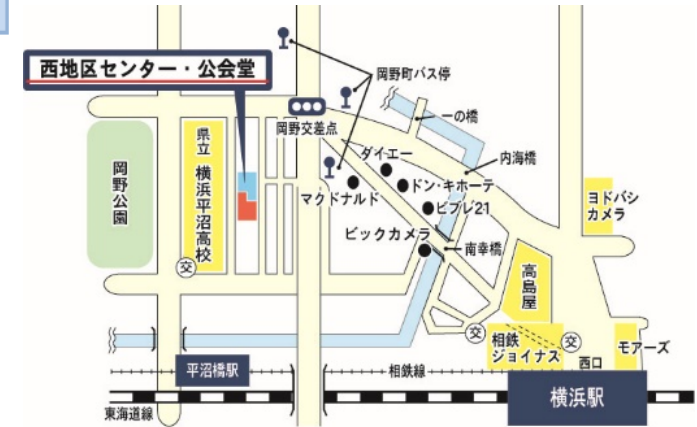 西地区センター・公会堂
岡野町バス停
一の橋
岡野交差点
内海橋
県立 横浜平沼高校
岡野公園
ダイエー
ドン・キホーテ
マクドナルド
ビブレ21
ヨドバシ
カメラ
ビックカメラ
南幸橋
交
高島屋
交
相鉄
ジョイナス
交
西口
モアーズ
平沼橋駅
相鉄線
横浜駅
東海道線